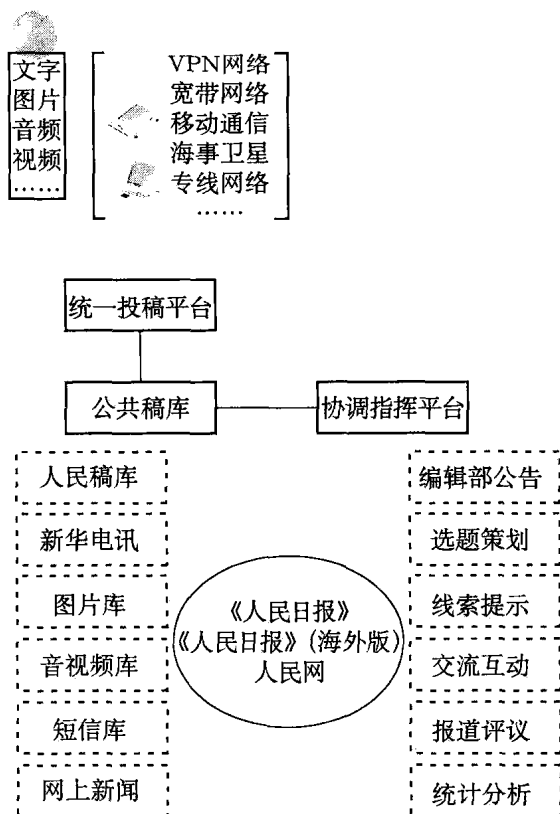 文字
图片
音频
视频
……
VPN网络
宽带网络
移动通信
海事卫星
专线网络
……
统一投稿平台
公共稿库
协调指挥平台
人民稿库
新华电讯
图片库
音视频库
短信库
网上新闻
《人民日报》
《人民日报》(海外版)
人民网
编辑部公告
选题策划
线索提示
交流互动
报道评议
统计分析